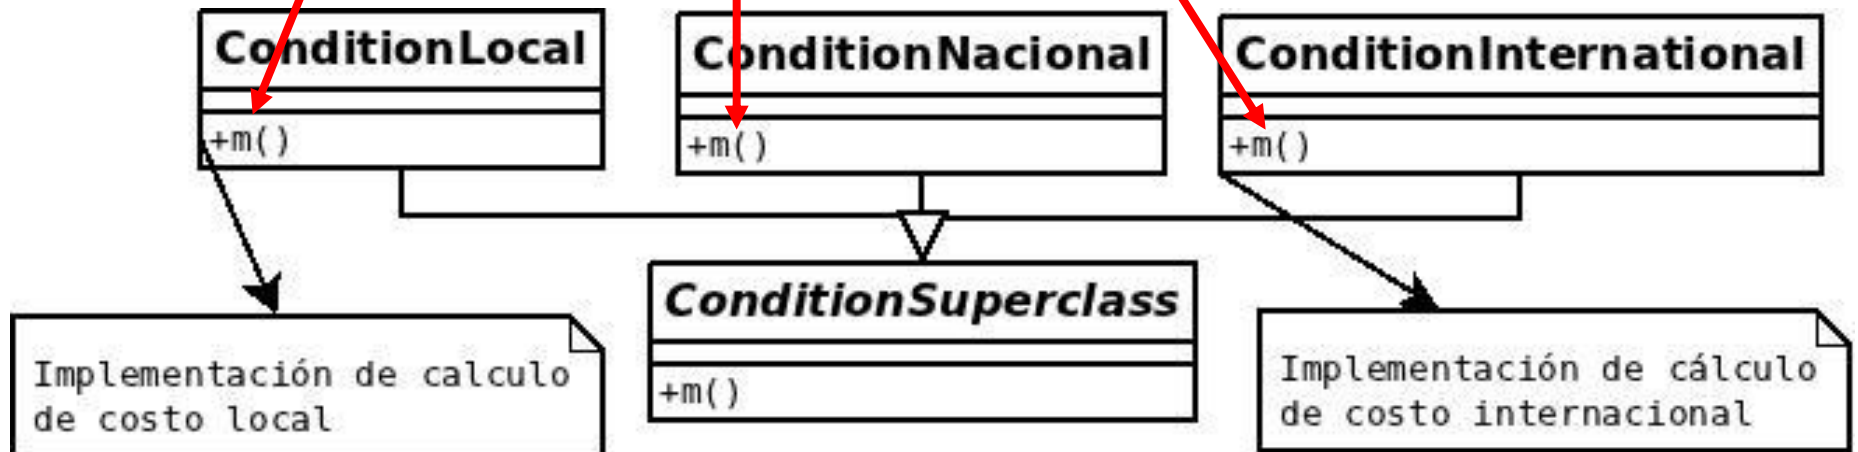 ConditionLocal
+m()
ConditionNacional
+m()
ConditionInternational
+m()
ConditionSuperclass
+m()
Implementación de calculo
de costo local
Implementación de cálculo
de costo internacional